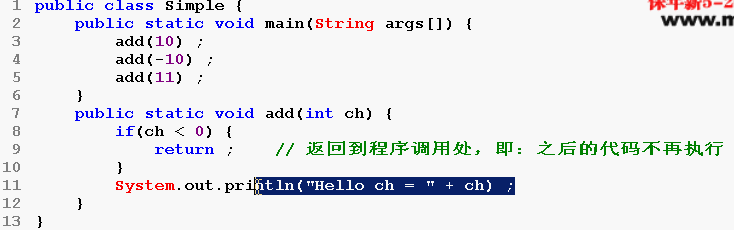 1 public class Simple {
2     public static void main(String args[]) {
3         add(10) ;
4         add(-10) ;
5         add(11) ;
6     }
7     public static void add(int ch) {
8         if(ch < 0) {
9             return ;    // 返回到程序调用处，即：之后的代码不再执行
10         }
11         System.out.println("Hello ch = " + ch) ;
12     }
13 }
www.m